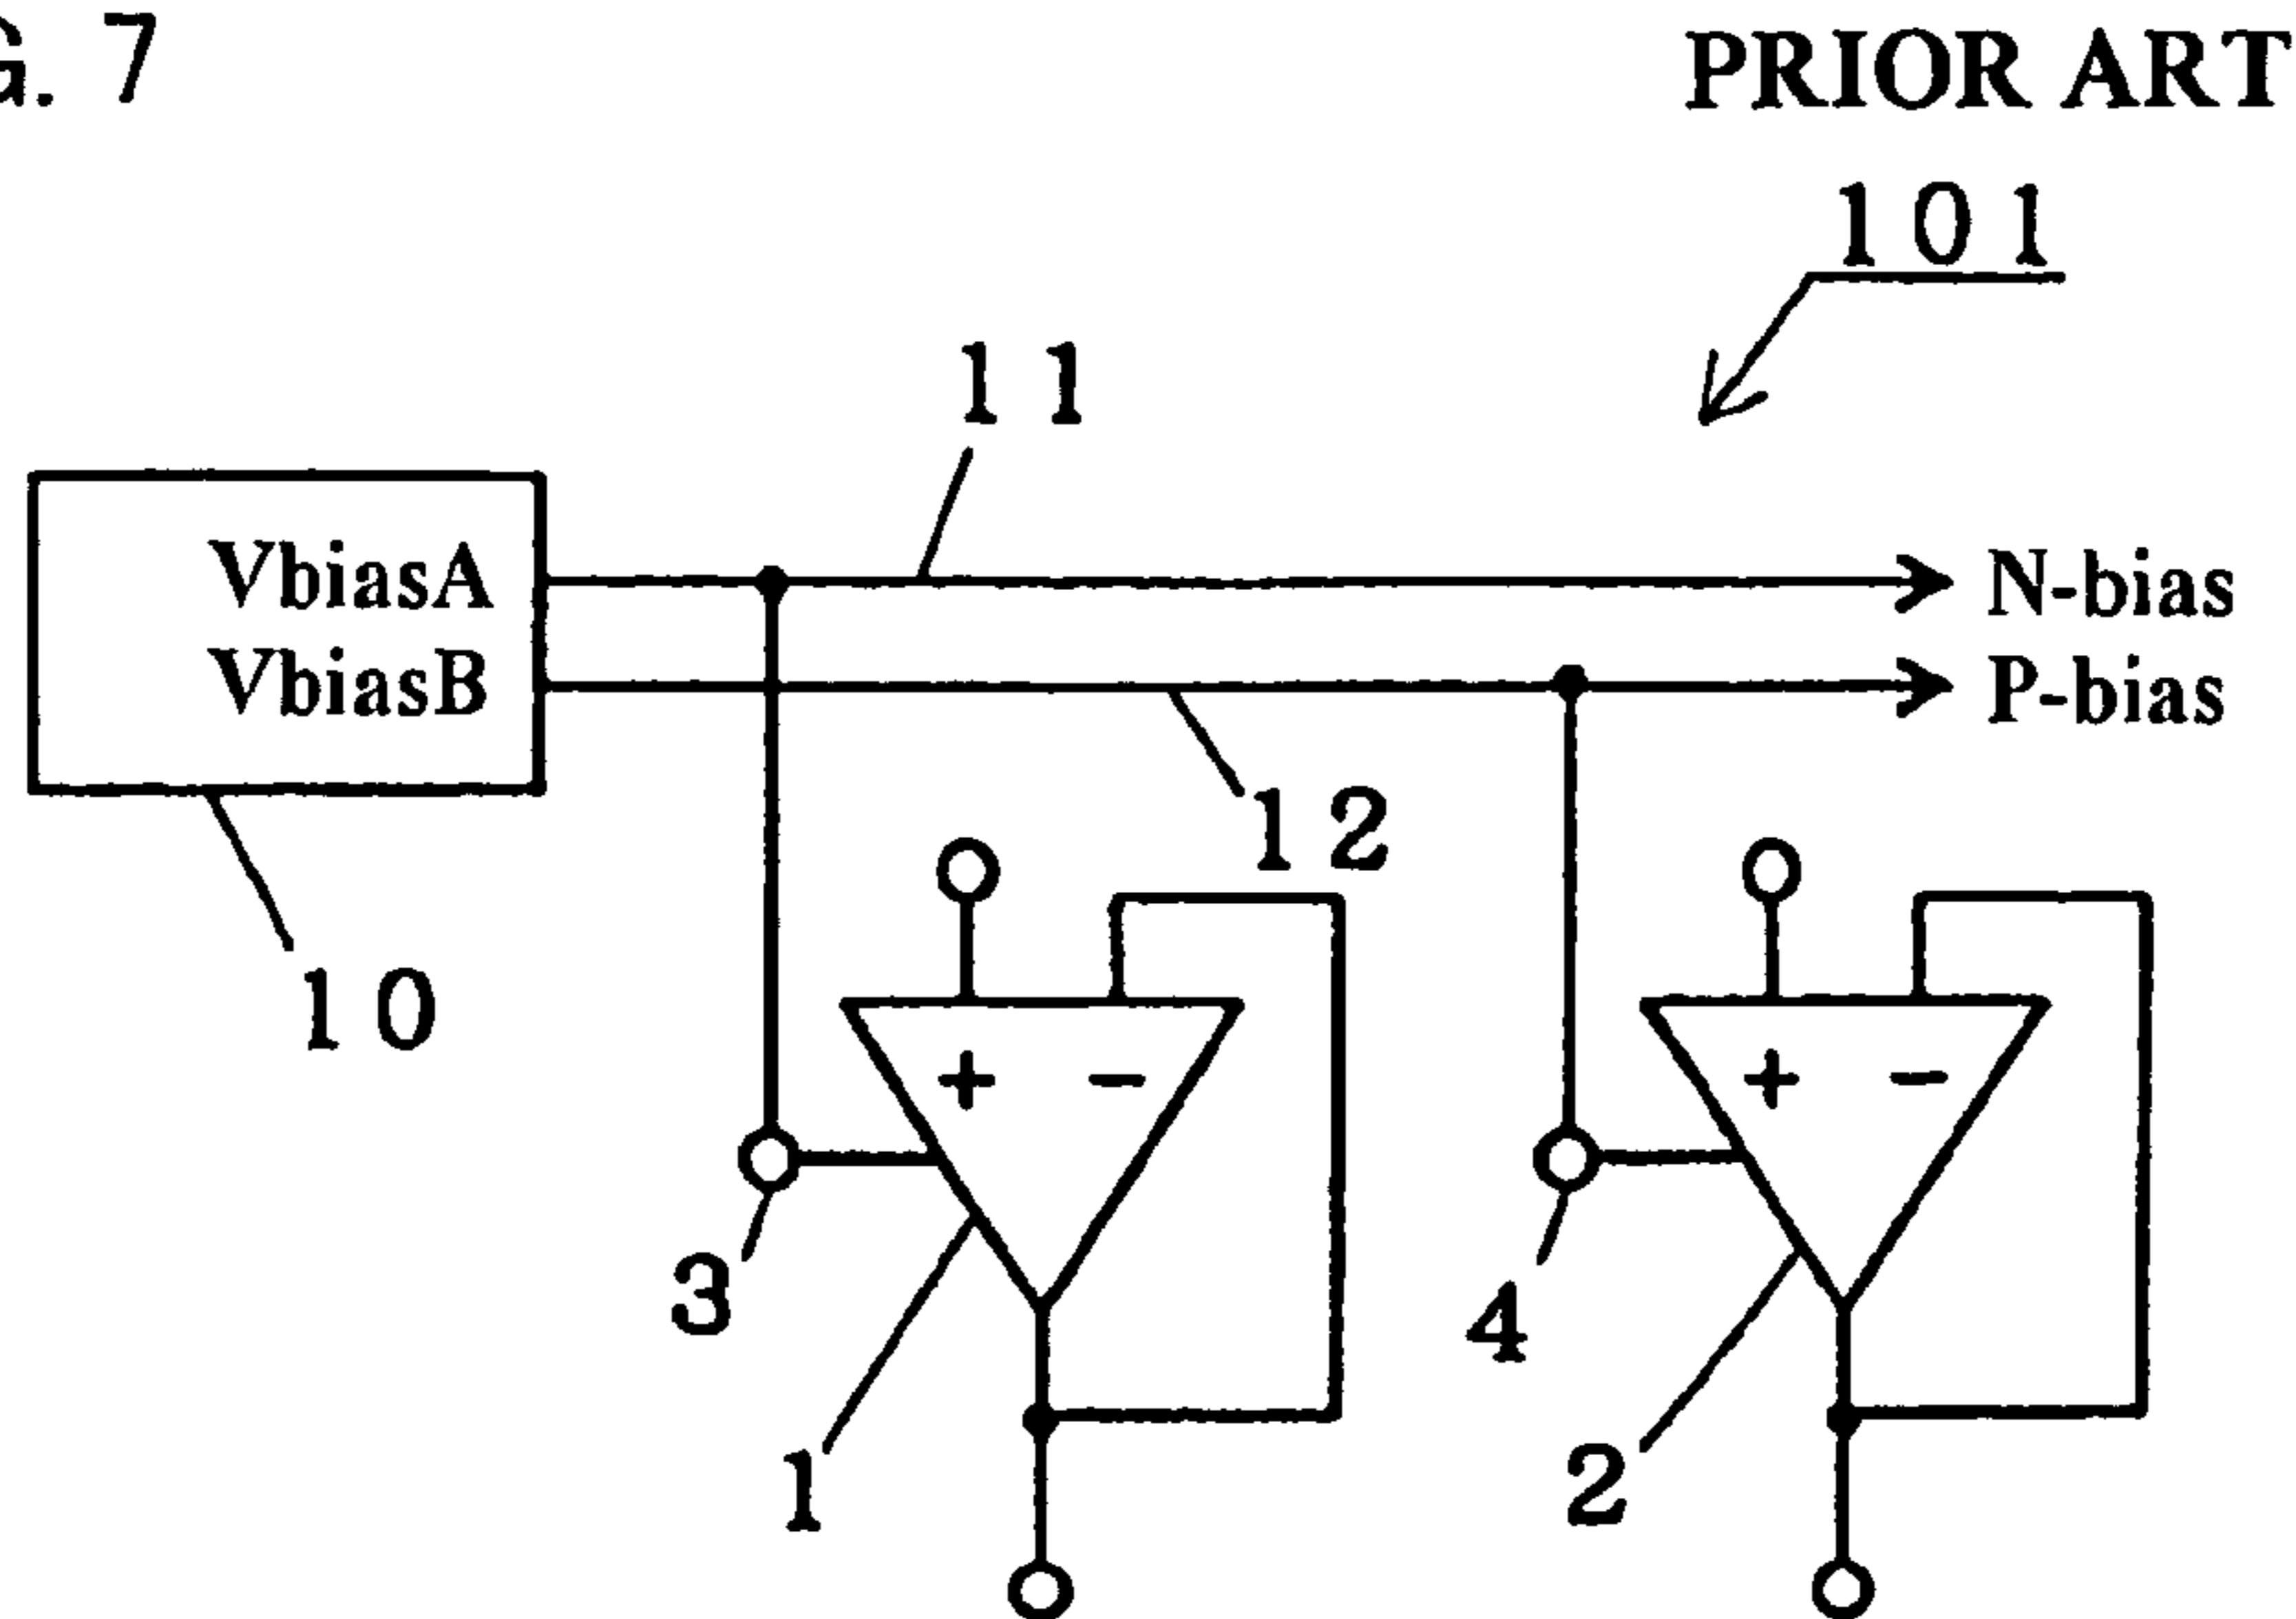 G. 7
PRIOR ART
101
11
VbiasA
N-bias
VbiasB
P-bias
12
10
+ -
+ -
3
4
1
2